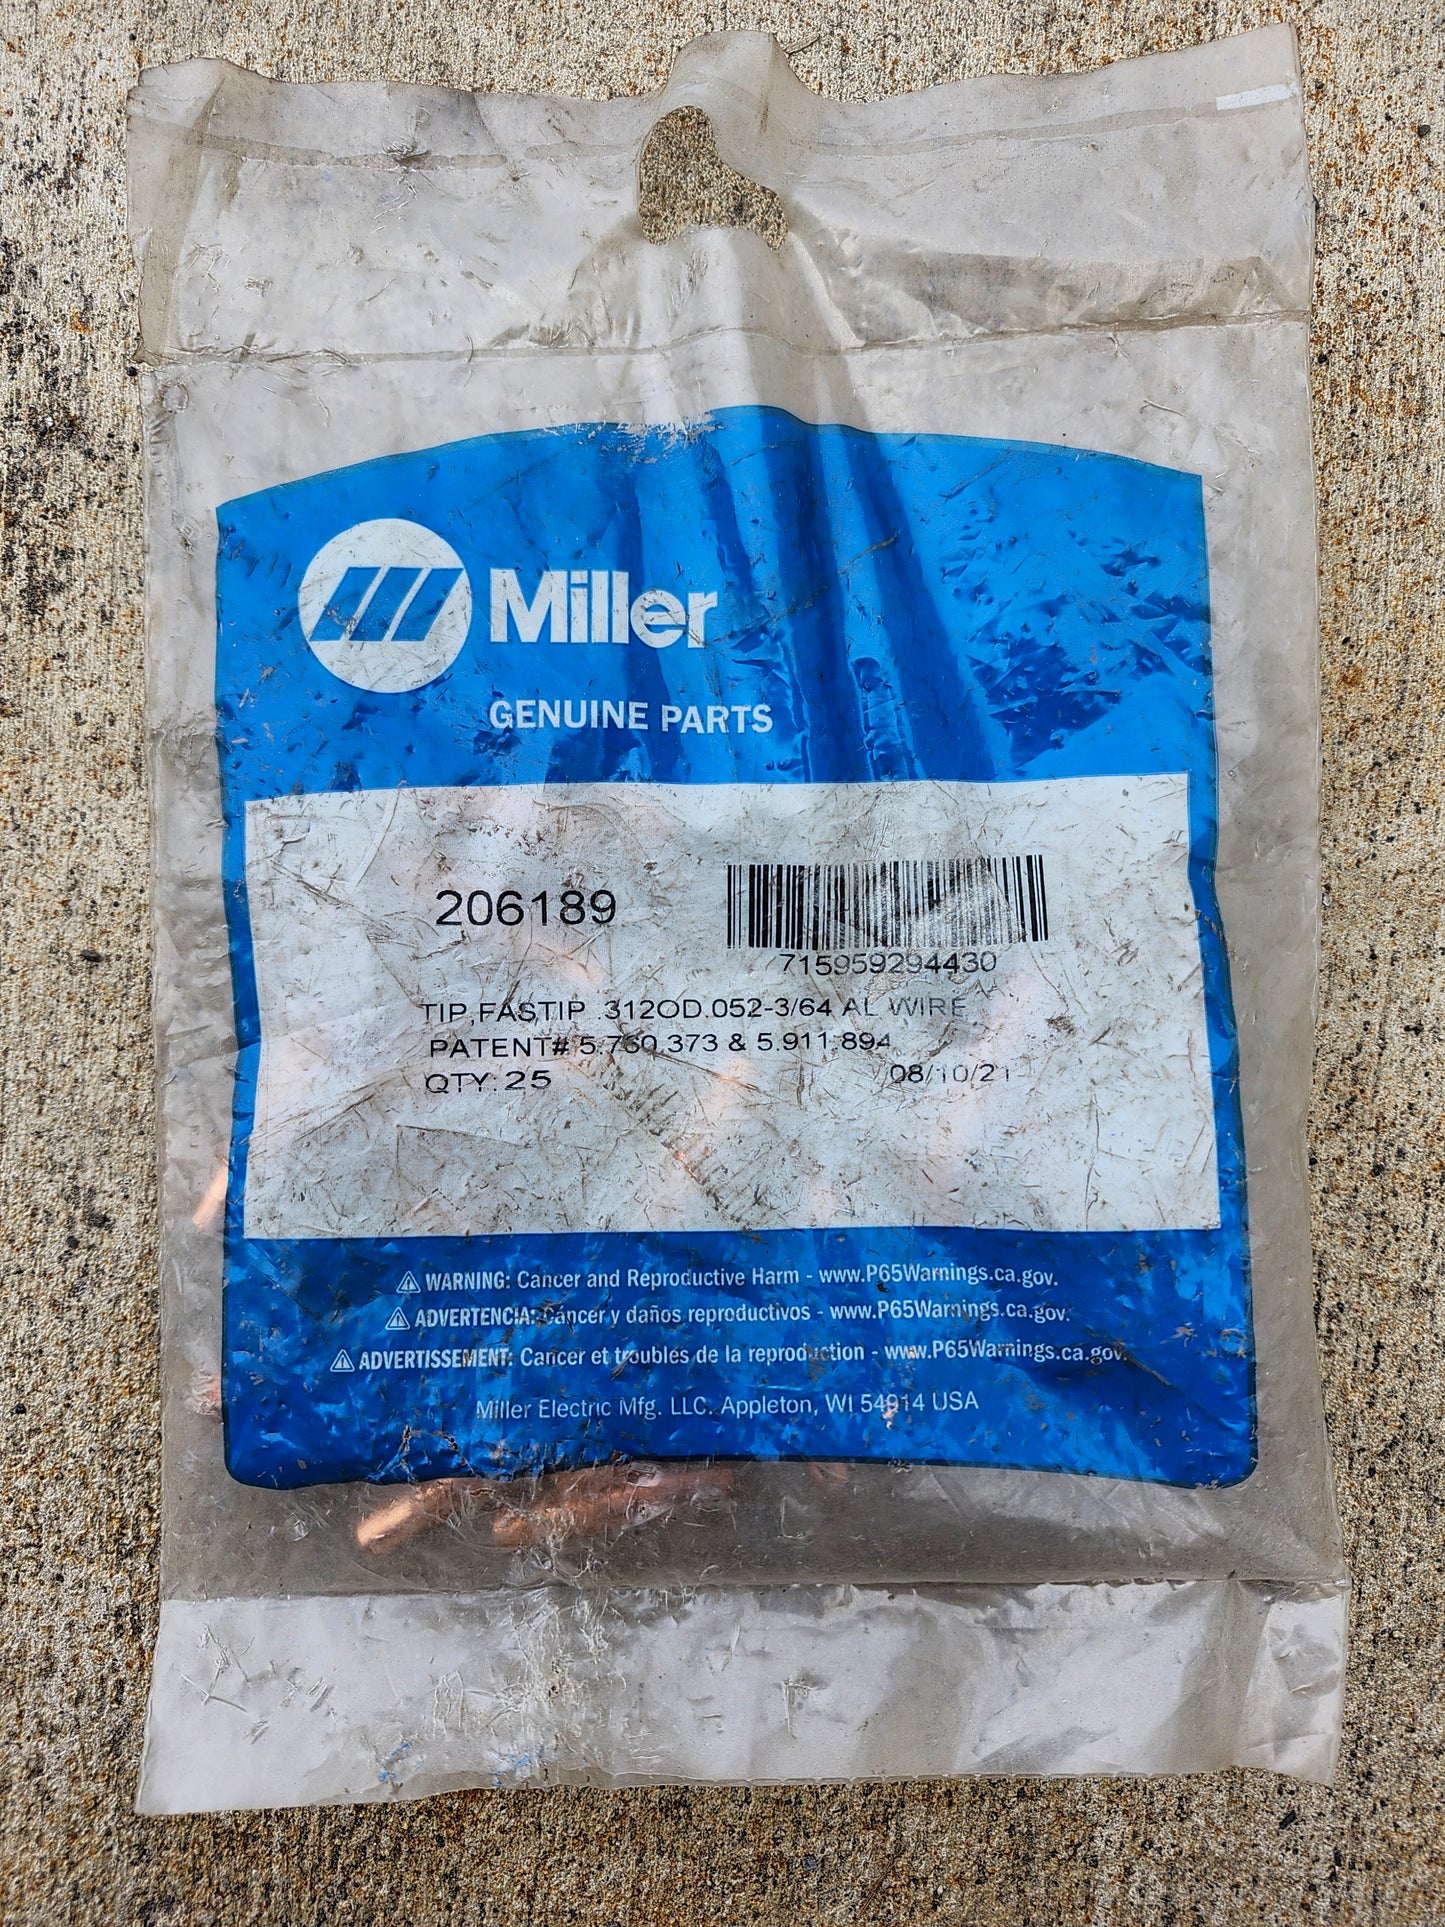 Miller
GENUINE PARTS
206189
715959294430
TIP,FASTIP .312OD.052-3/64 AL WIRE
PATENT# 5.730.373 & 5.911.894
QTY: 25 08/10/21
WARNING: Cancer and Reproductive Harm - www.P65Warnings.ca.gov.
ADVERTENCIA: Cáncer y daños reproductivos - www.P65Warnings.ca.gov.
ADVERTISSEMENT: Cancer et troubles de la reproduction - www.P65Warnings.ca.gov.
Miller Electric Mfg. LLC. Appleton, WI 54914 USA